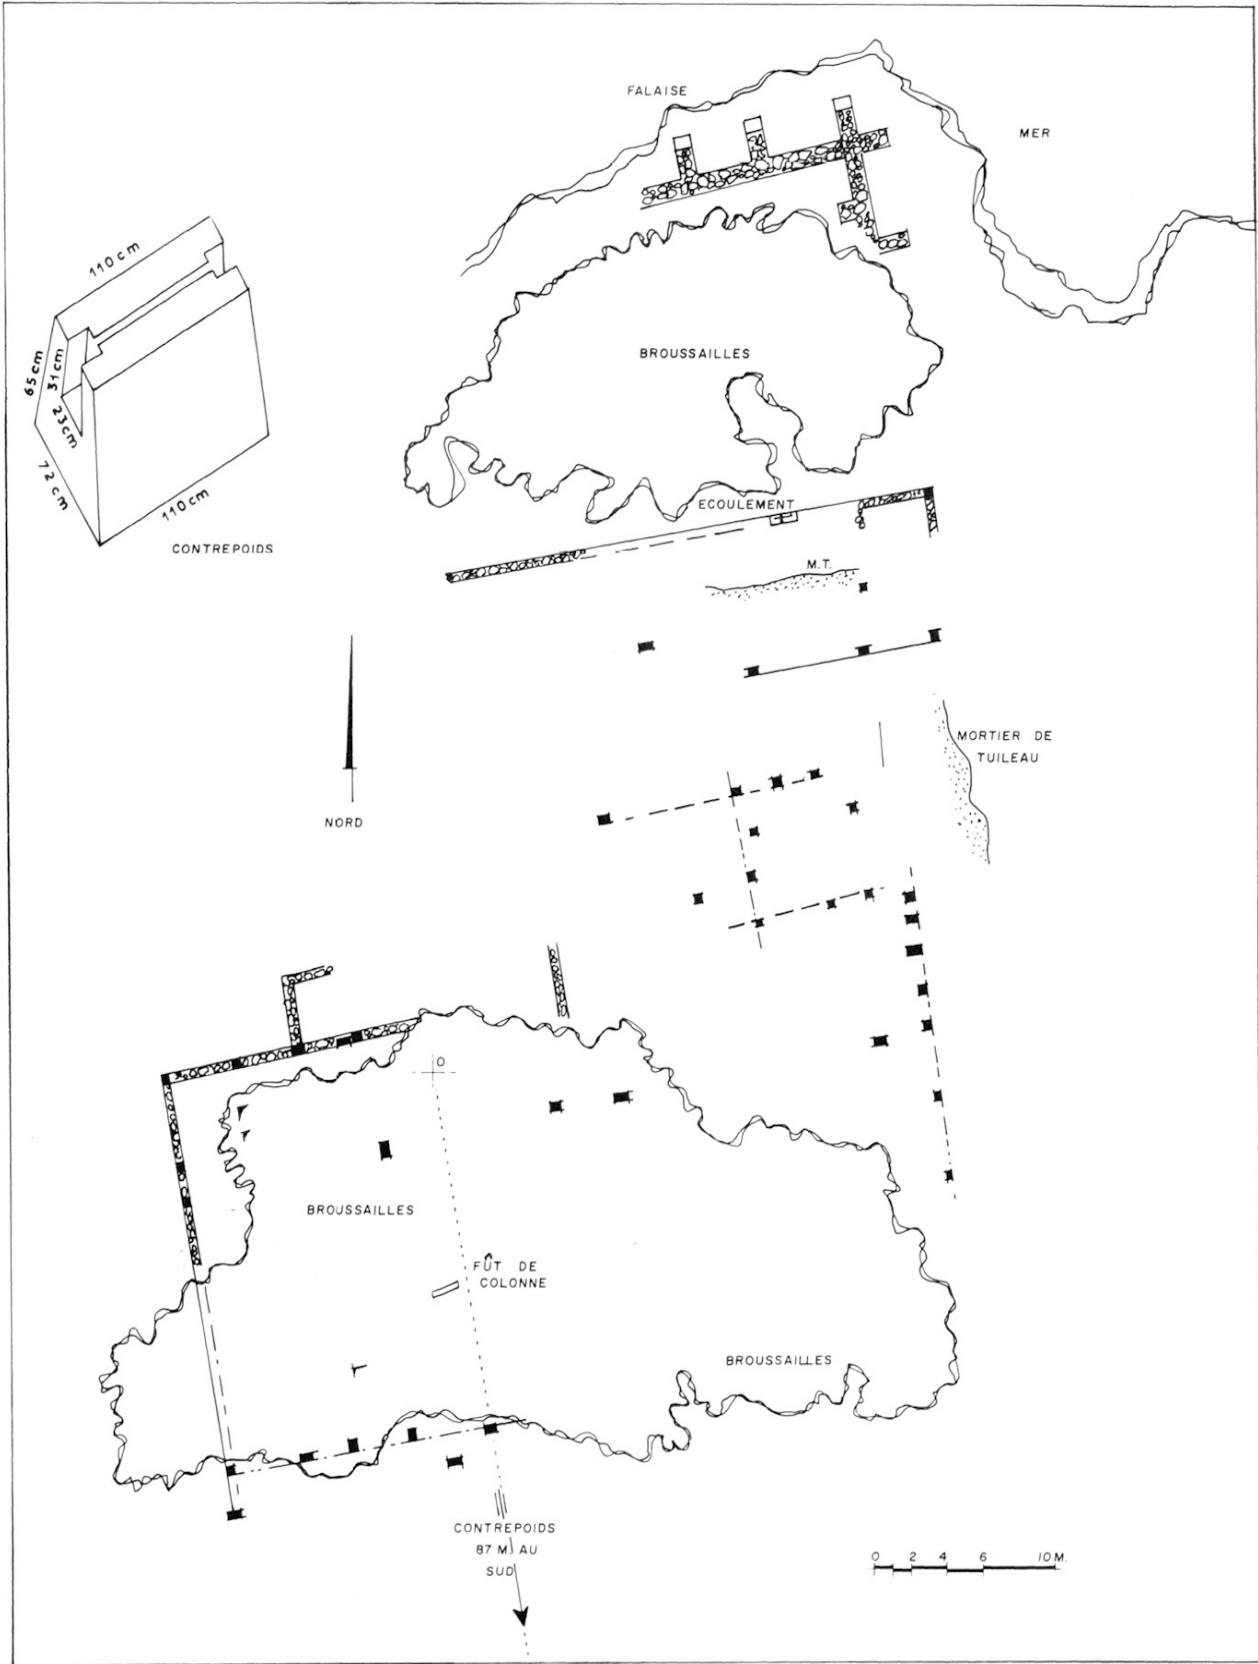 FALAISE
MER
110 cm
65 cm
31 cm
23 cm
72 cm
110 cm
CONTREPOIDS
BROUSSAILLES
ECOULEMENT
M.T.
MORTIER DE
TUILEAU
NORD
O
BROUSSAILLES
FÛT DE
COLONNE
BROUSSAILLES
CONTREPOIDS
87 M. AU
SUD
0 2 4 6 10 M.